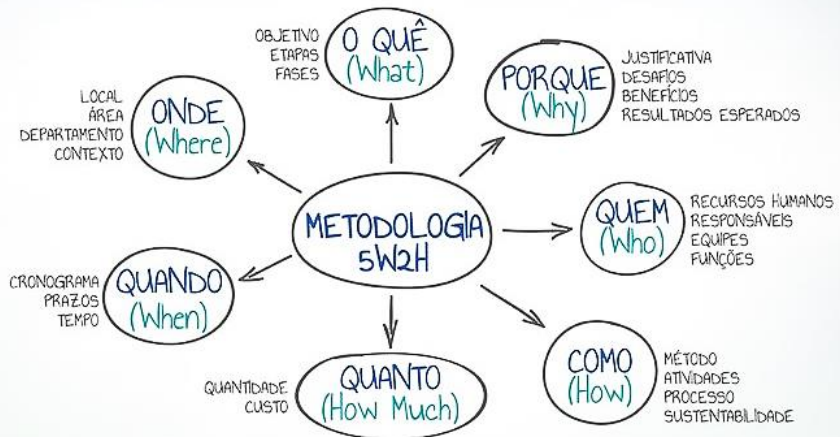 OBJETIVO
ETAPAS
FASES
O QUÊ
(What)
PORQUE
(Why)
JUSTIFICATIVA
DESAFIOS
BENEFÍCIOS
RESULTADOS ESPERADOS
LOCAL
ÁREA
DEPARTAMENTO
CONTEXTO
ONDE
(Where)
METODOLOGIA
5W2H
QUEM
(Who)
RECURSOS HUMANOS
RESPONSÁVEIS
EQUIPES
FUNÇÕES
CRONOGRAMA
PRAZOS
TEMPO
QUANDO
(When)
QUANTIDADE
CUSTO
QUANTO
(How Much)
COMO
(How)
MÉTODO
ATIVIDADES
PROCESSO
SUSTENTABILIDADE